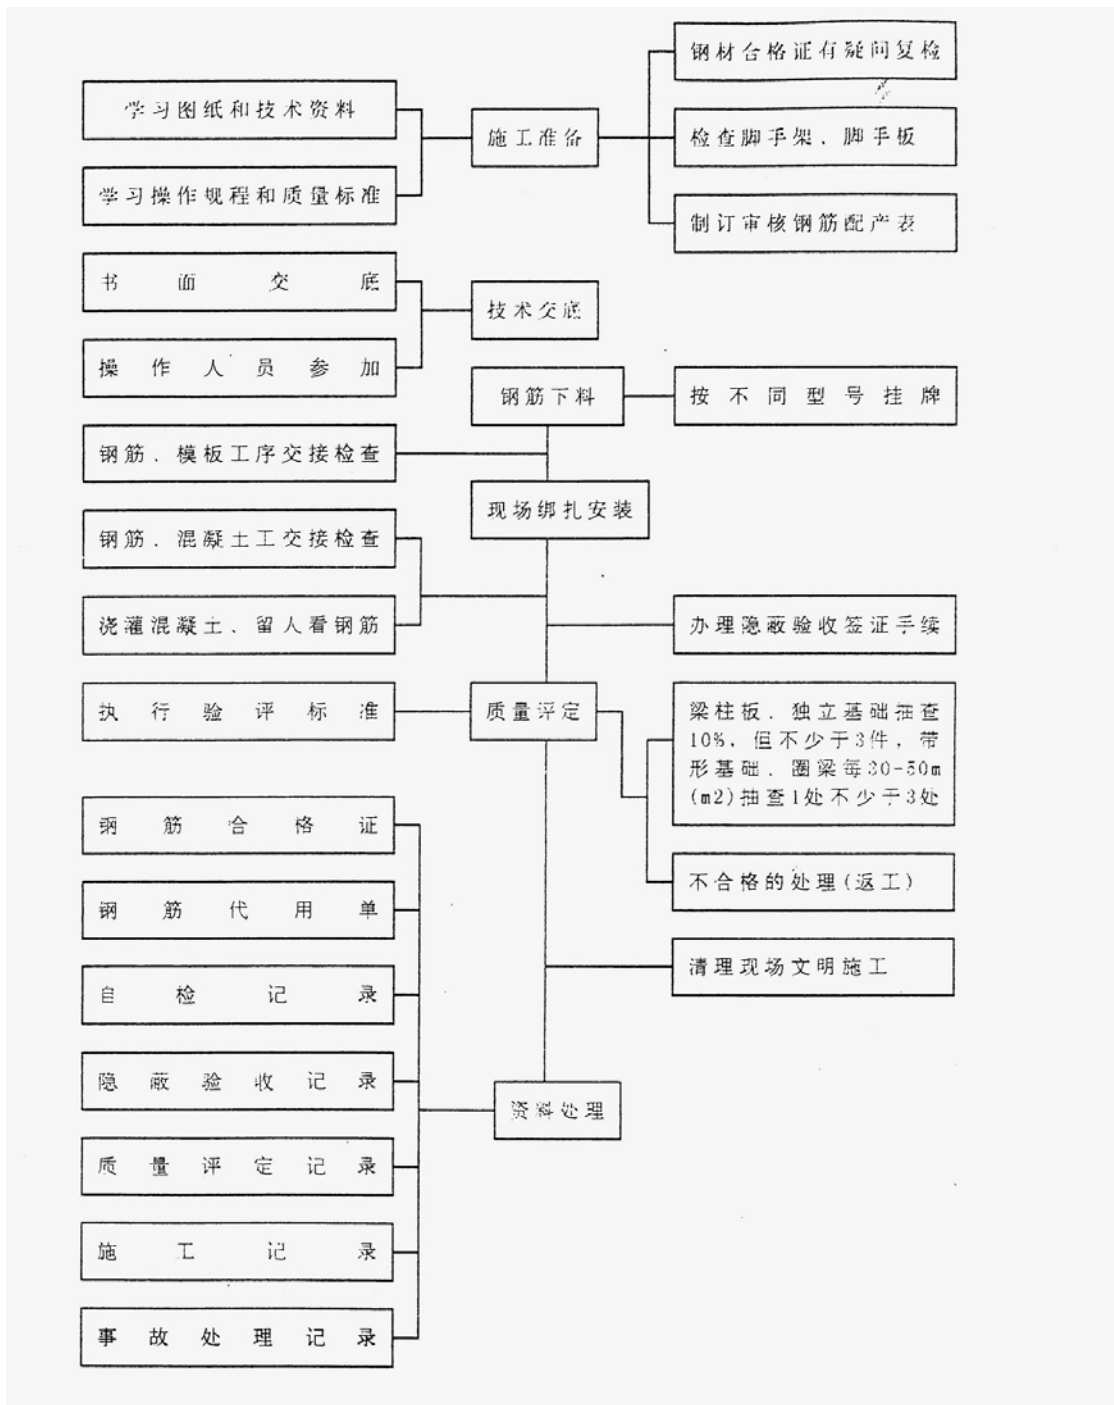 钢材合格证有疑问复检
学习图纸和技术资料
施工准备
检查脚手架、脚手板
学习操作规程和质量标准
制订审核钢筋配产表
书面交底
技术交底
操作人员参加
钢筋下料
按不同型号挂牌
钢筋、模板工序交接检查
现场绑扎安装
钢筋、混凝土工交接检查
浇灌混凝土、留人看钢筋
办理隐蔽验收签证手续
执行验评标准
质量评定
梁柱板、独立基础抽查
10%,但不少于3件,带
形基础、圈梁每30-50m
(m2)抽查1处不少于3处
钢筋合格证
不合格的处理(返工)
钢筋代用单
清理现场文明施工
自检记录
隐蔽验收记录
资料处理
质量评定记录
施工记录
事故处理记录